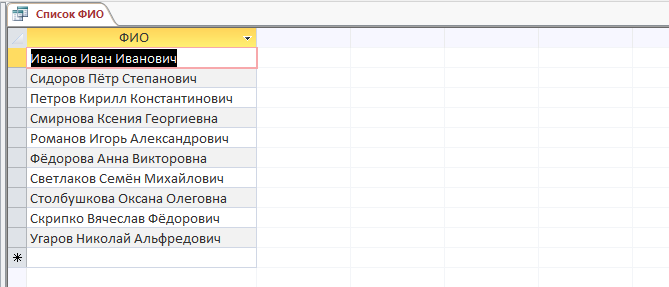 Список ФИО
ФИО
Иванов Иван Иванович
Сидоров Пётр Степанович
Петров Кирилл Константинович
Смирнова Ксения Георгиевна
Романов Игорь Александрович
Фёдорова Анна Викторовна
Светлаков Семён Михайлович
Столбушкова Оксана Олеговна
Скрипко Вячеслав Фёдорович
Угаров Николай Альфредович